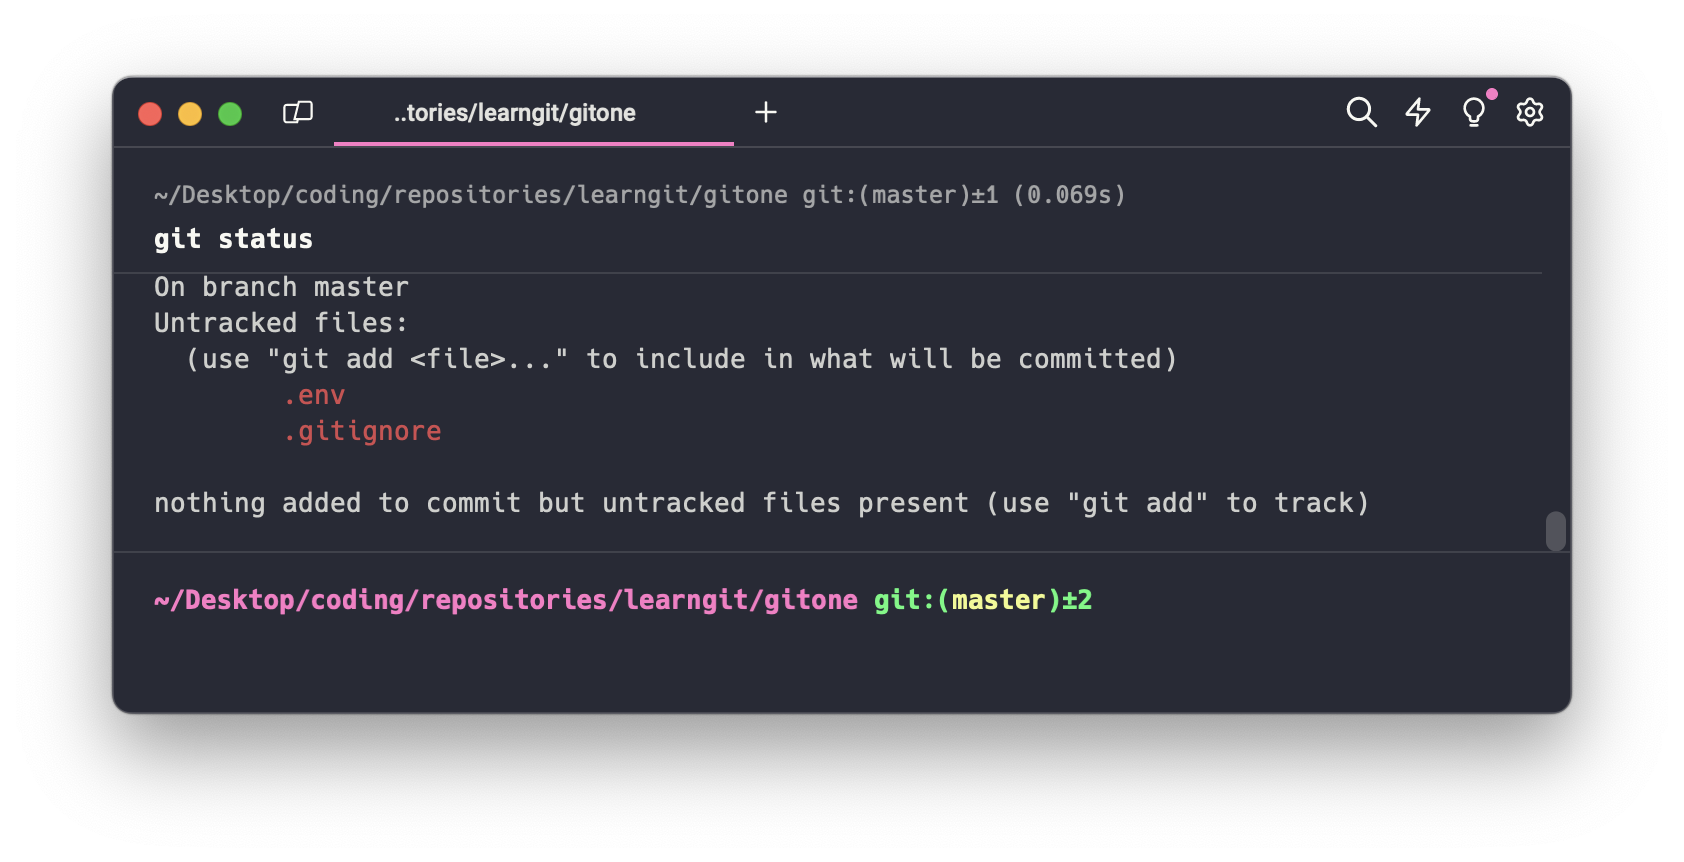 ..tories/learngit/gitone
~/Desktop/coding/repositories/learngit/gitone git:(master)±1 (0.069s)
git status
On branch master
Untracked files:
  (use "git add <file>..." to include in what will be committed)
        .env
        .gitignore
nothing added to commit but untracked files present (use "git add" to track)
~/Desktop/coding/repositories/learngit/gitone git:(master)±2